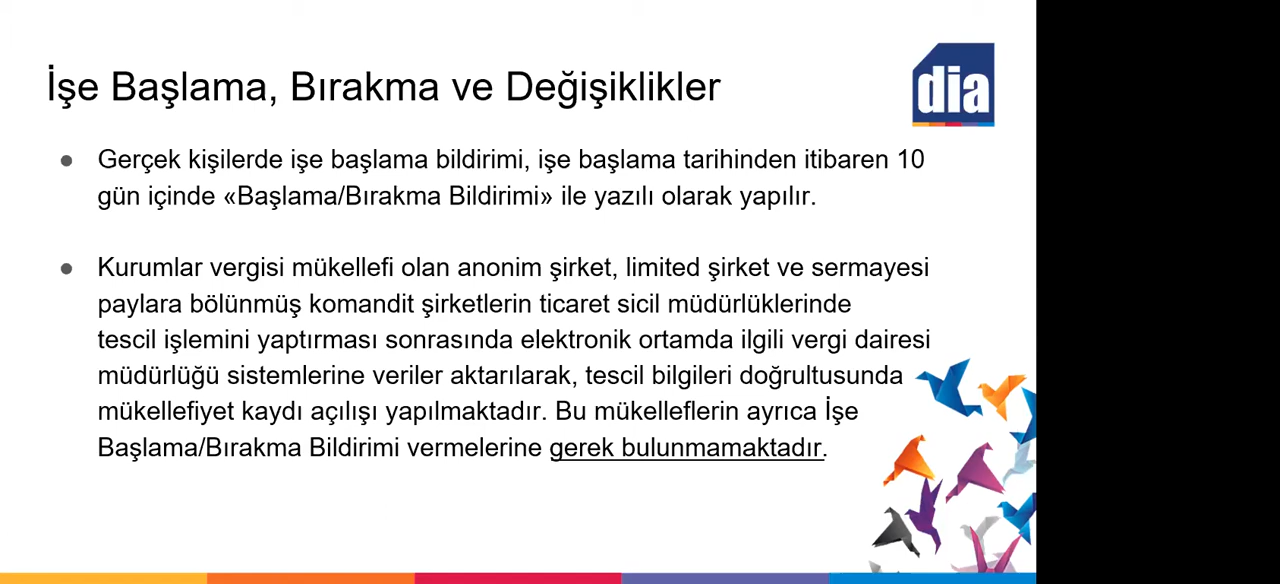 İşe Başlama, Bırakma ve Değişiklikler
dia
● Gerçek kişilerde işe başlama bildirimi, işe başlama tarihinden itibaren 10
gün içinde «Başlama/Bırakma Bildirimi» ile yazılı olarak yapılır.
● Kurumlar vergisi mükellefi olan anonim şirket, limited şirket ve sermayesi
paylara bölünmüş komandit şirketlerin ticaret sicil müdürlüklerinde
tescil işlemini yaptırması sonrasında elektronik ortamda ilgili vergi dairesi
müdürlüğü sistemlerine veriler aktarılarak, tescil bilgileri doğrultusunda
mükellefiyet kaydı açılışı yapılmaktadır. Bu mükelleflerin ayrıca İşe
Başlama/Bırakma Bildirimi vermelerine gerek bulunmamaktadır.